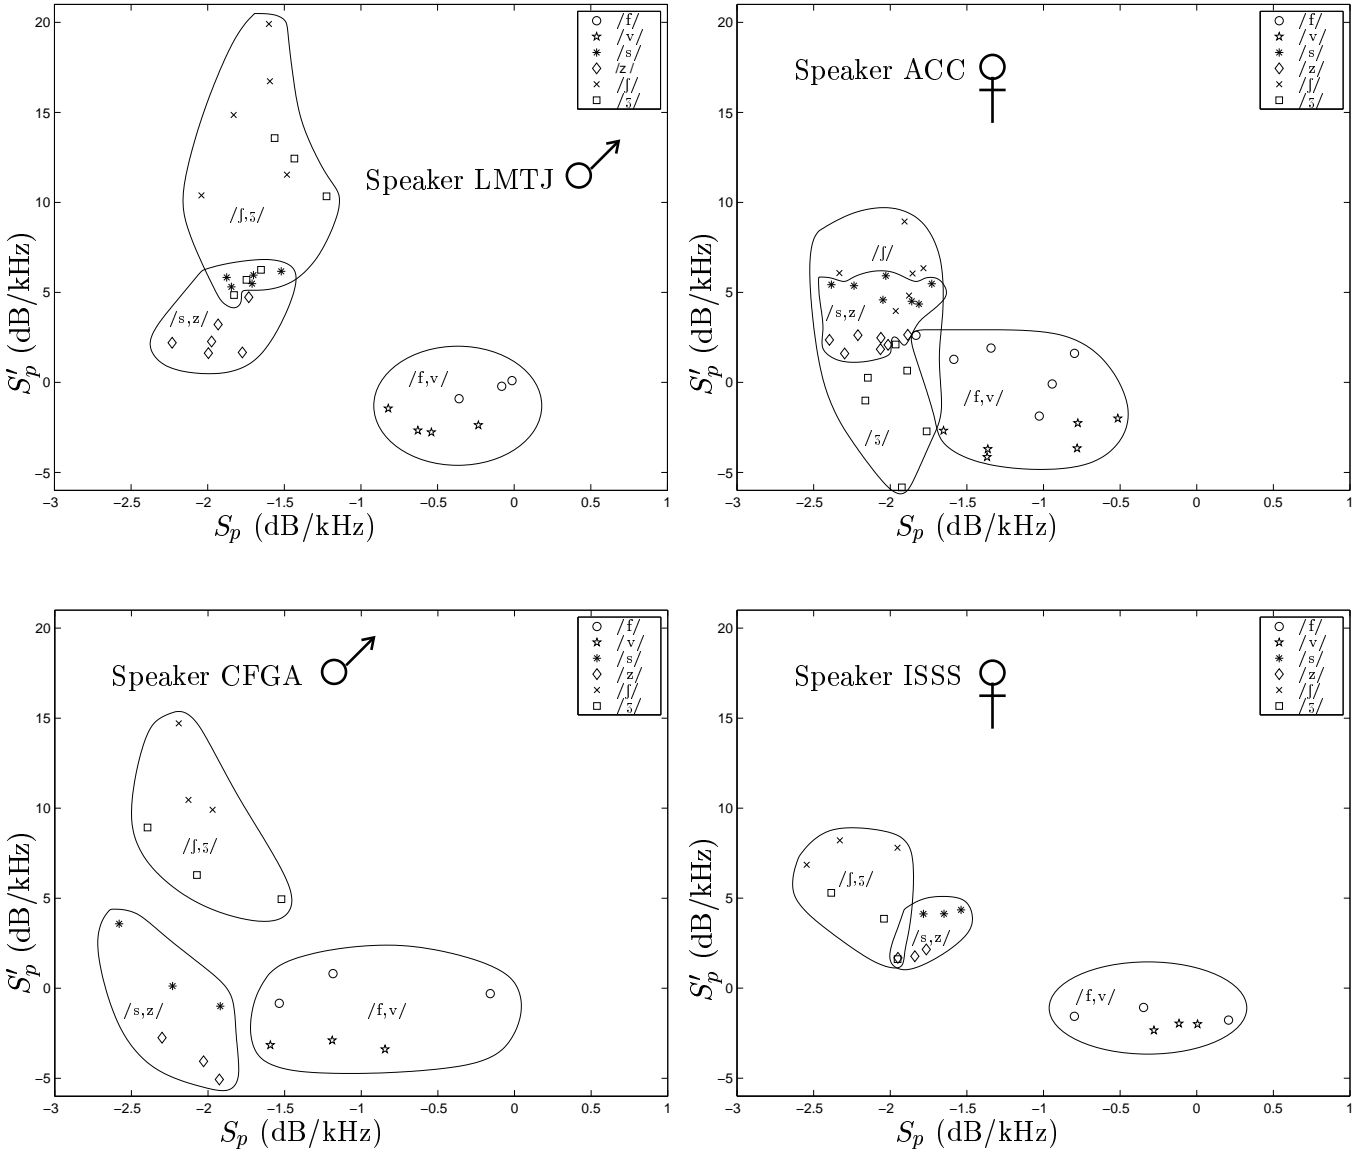 20
15
10
5
0
−5
−3 −2.5 −2 −1.5 −1 −0.5 0 0.5 1
S′p (dB/kHz)
Sp (dB/kHz)
Speaker LMTJ
/f/
/v/
/s/
/z/
/ʃ/
/ʒ/
/ʃ,ʒ/
/s,z/
/f,v/
20
15
10
5
0
−5
−3 −2.5 −2 −1.5 −1 −0.5 0 0.5 1
S′p (dB/kHz)
Sp (dB/kHz)
Speaker ACC
/f/
/v/
/s/
/z/
/ʃ/
/ʒ/
/ʃ/
/s,z/
/f,v/
/ʒ/
20
15
10
5
0
−5
−3 −2.5 −2 −1.5 −1 −0.5 0 0.5 1
S′p (dB/kHz)
Sp (dB/kHz)
Speaker CFGA
/f/
/v/
/s/
/z/
/ʃ/
/ʒ/
/ʃ,ʒ/
/s,z/
/f,v/
20
15
10
5
0
−5
−3 −2.5 −2 −1.5 −1 −0.5 0 0.5 1
S′p (dB/kHz)
Sp (dB/kHz)
Speaker ISSS
/f/
/v/
/s/
/z/
/ʃ/
/ʒ/
/ʃ,ʒ/
/s,z/
/f,v/